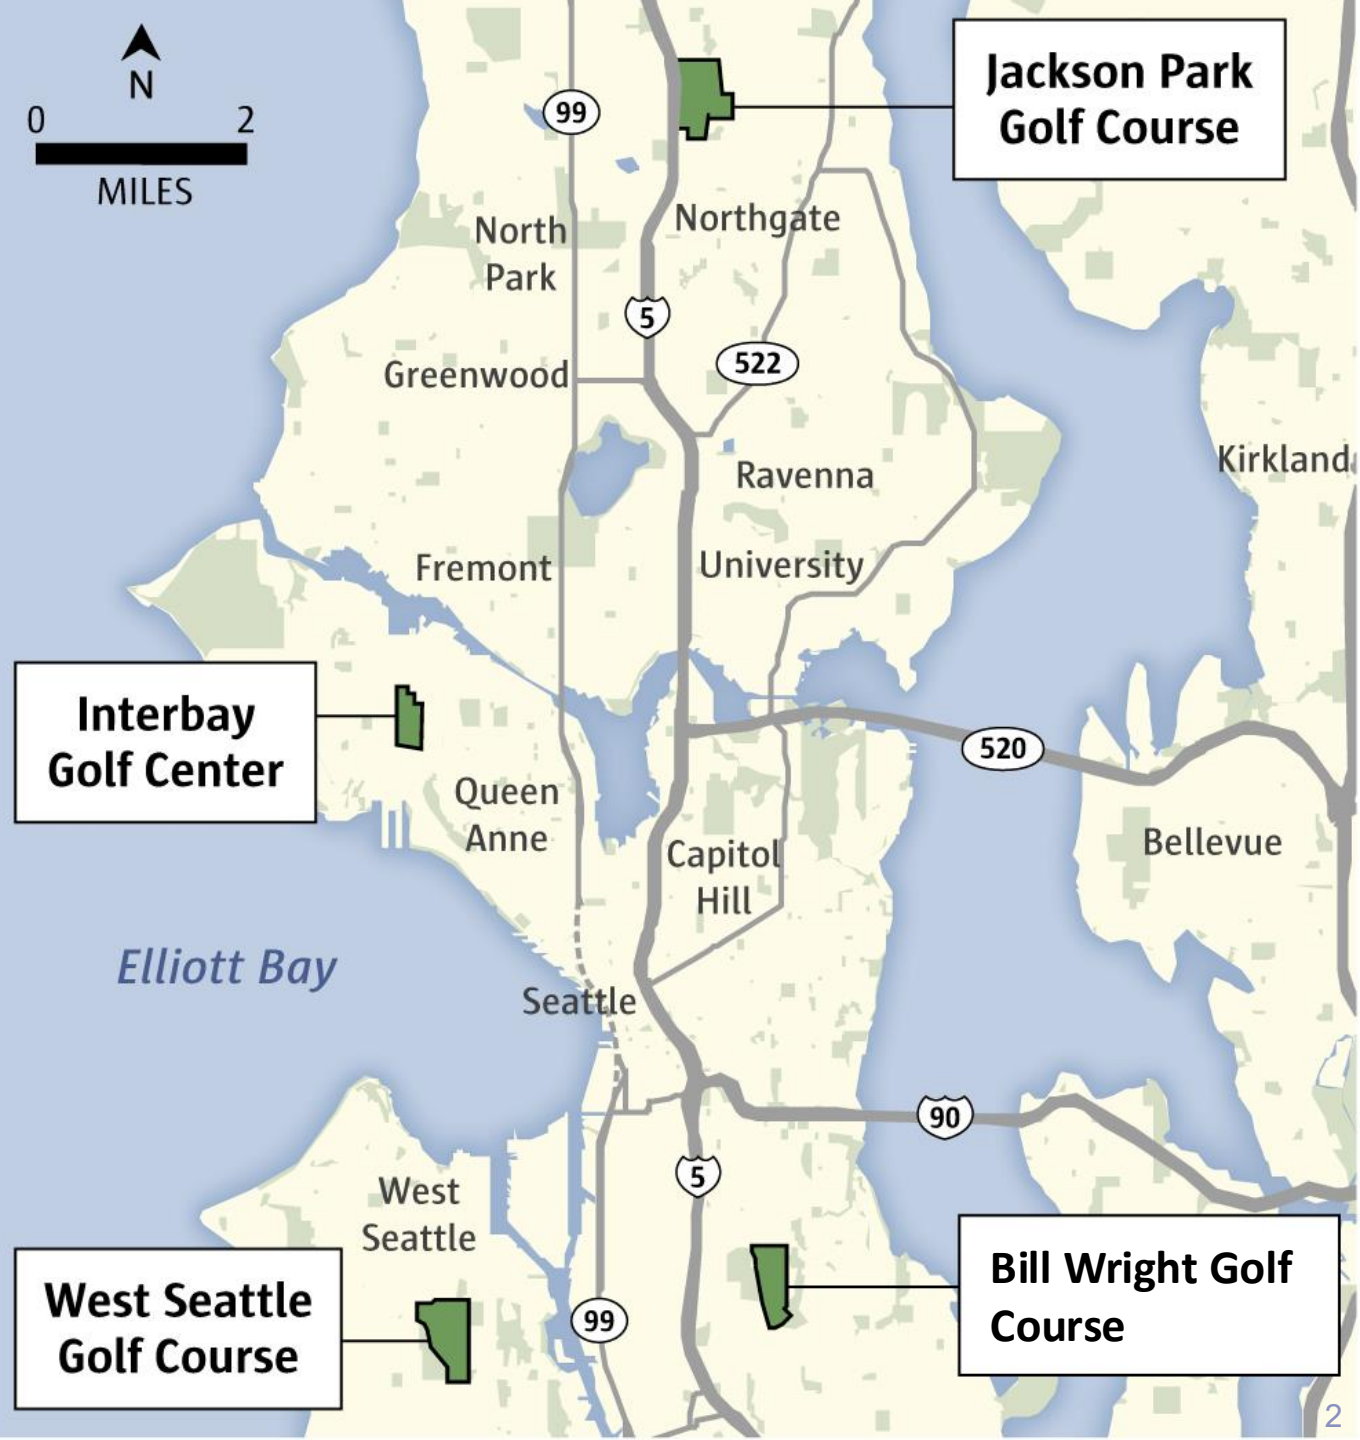 N
0 2
MILES
99
Jackson Park
Golf Course
North
Park
Northgate
5
522
Greenwood
Ravenna
Kirkland
Fremont
University
Interbay
Golf Center
520
Queen
Anne
Capitol
Hill
Bellevue
Elliott Bay
Seattle
90
5
West
Seattle
West Seattle
Golf Course
99
Bill Wright Golf
Course
2